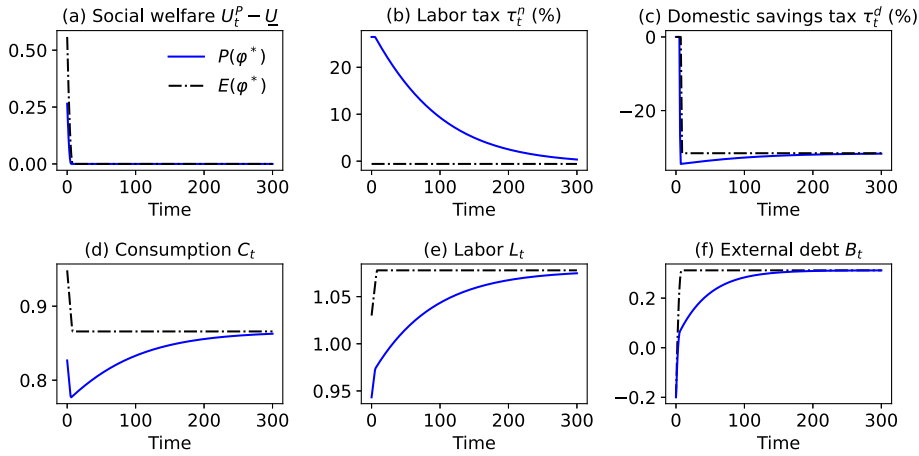 (a) Social welfare $U_t^P - \underline{U}$
0.50
0.25
0.00
P(φ*)
E(φ*)
0 100 200 300
Time
(b) Labor tax $\tau_t^n$ (%)
20
10
0
0 100 200 300
Time
(c) Domestic savings tax $\tau_t^d$ (%)
0
−20
0 100 200 300
Time
(d) Consumption $C_t$
0.9
0.8
0 100 200 300
Time
(e) Labor $L_t$
1.05
1.00
0.95
0 100 200 300
Time
(f) External debt $B_t$
0.2
0.0
−0.2
0 100 200 300
Time